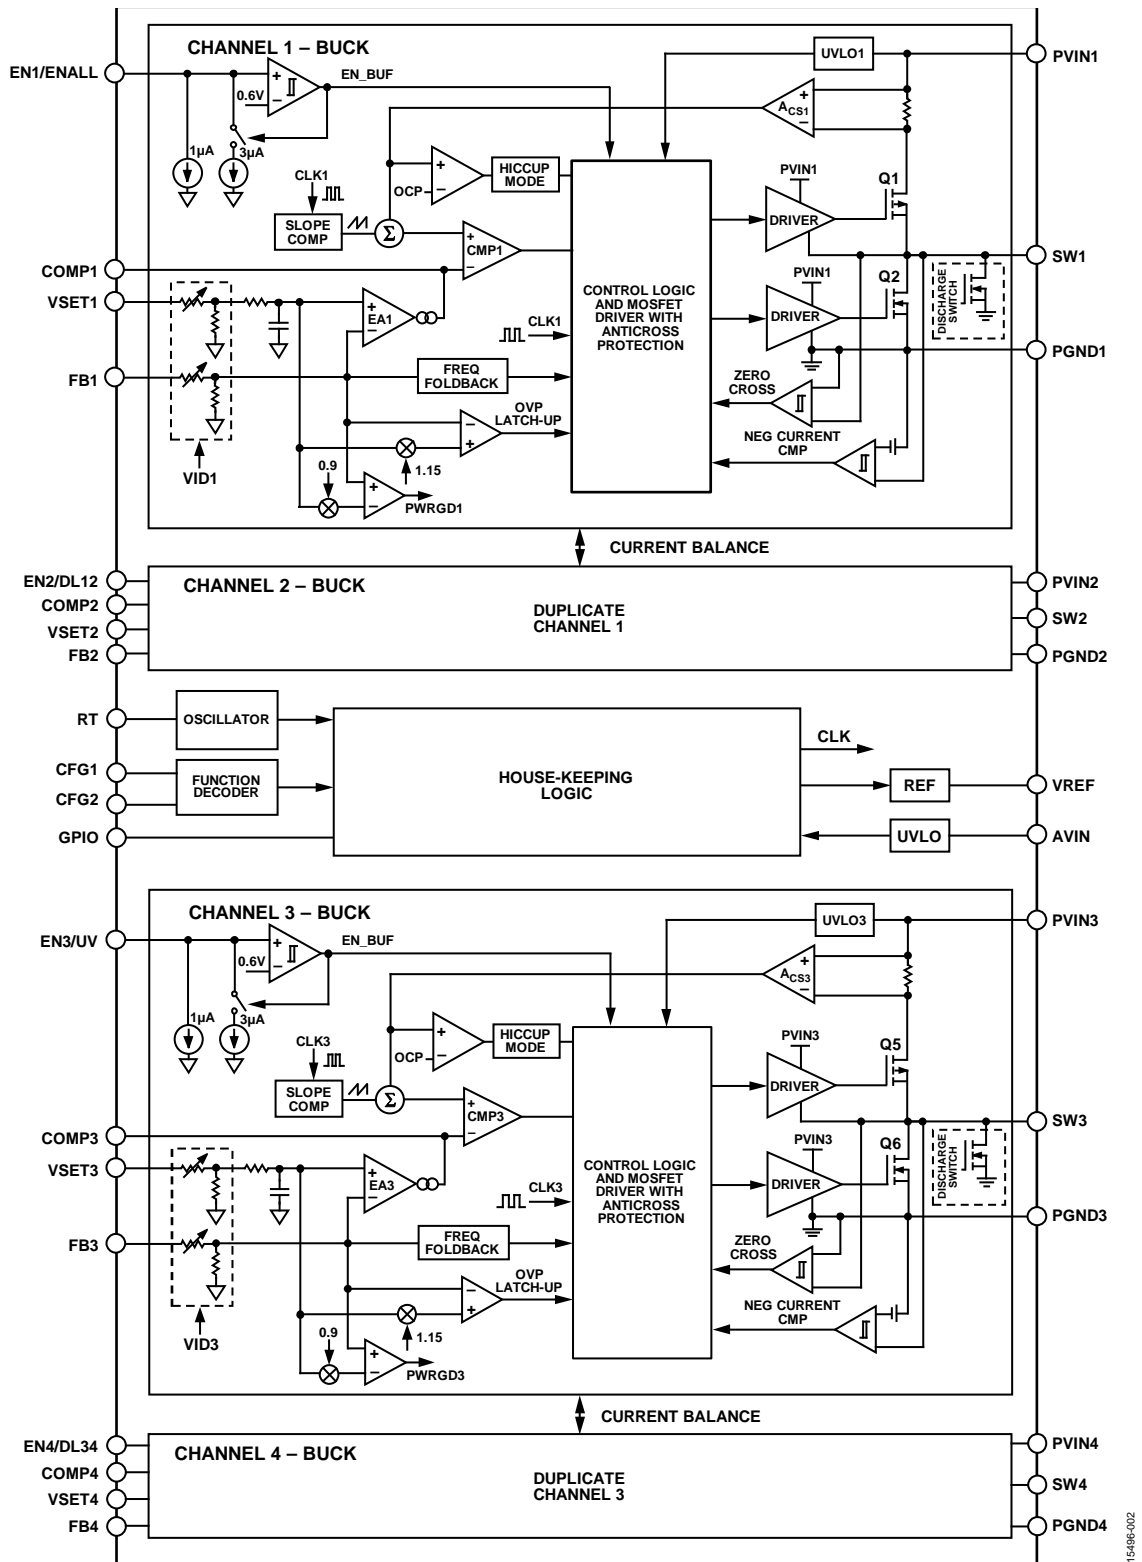 CHANNEL 1 – BUCK
EN1/ENALL
0.6V
+
−
EN_BUF
UVLO1
PVIN1
ACS1
+
−
1µA
3µA
CLK1
SLOPE
COMP
Σ
+
OCP
−
HICCUP
MODE
+
CMP1
−
CONTROL LOGIC
AND MOSFET
DRIVER WITH
ANTICROSS
PROTECTION
PVIN1
DRIVER
Q1
SW1
COMP1
VSET1
+
EA1
−
CLK1
PVIN1
DRIVER
Q2
DISCHARGE
SWITCH
PGND1
FB1
FREQ
FOLDBACK
ZERO
CROSS
OVP
LATCH-UP
−
+
NEG CURRENT
CMP
VID1
0.9
1.15
+
−
PWRGD1
CURRENT BALANCE
EN2/DL12
COMP2
VSET2
FB2
CHANNEL 2 – BUCK
DUPLICATE
CHANNEL 1
PVIN2
SW2
PGND2
RT
OSCILLATOR
CFG1
CFG2
FUNCTION
DECODER
GPIO
HOUSE-KEEPING
LOGIC
CLK
REF
VREF
UVLO
AVIN
CHANNEL 3 – BUCK
EN3/UV
0.6V
+
−
EN_BUF
UVLO3
PVIN3
ACS3
+
−
1µA
3µA
CLK3
SLOPE
COMP
Σ
+
OCP
−
HICCUP
MODE
+
CMP3
−
CONTROL LOGIC
AND MOSFET
DRIVER WITH
ANTICROSS
PROTECTION
PVIN3
DRIVER
Q5
SW3
COMP3
VSET3
+
EA3
−
CLK3
PVIN3
DRIVER
Q6
DISCHARGE
SWITCH
PGND3
FB3
FREQ
FOLDBACK
ZERO
CROSS
OVP
LATCH-UP
−
+
NEG CURRENT
CMP
VID3
0.9
1.15
+
−
PWRGD3
CURRENT BALANCE
EN4/DL34
COMP4
VSET4
FB4
CHANNEL 4 – BUCK
DUPLICATE
CHANNEL 3
PVIN4
SW4
PGND4
15496-002